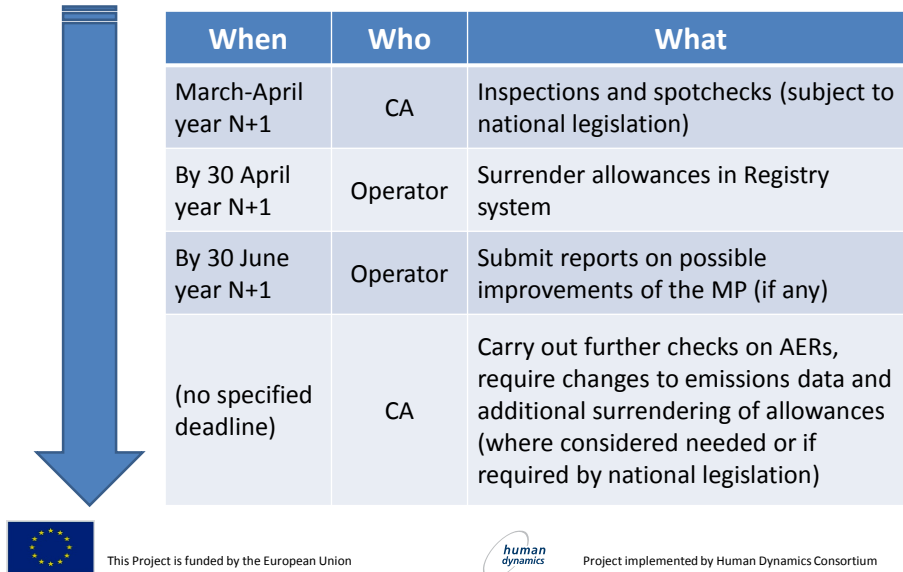 When Who What
March-April
year N+1
CA
Inspections and spotchecks (subject to
national legislation)
By 30 April
year N+1
Operator
Surrender allowances in Registry
system
By 30 June
year N+1
Operator
Submit reports on possible
improvements of the MP (if any)
(no specified
deadline)
CA
Carry out further checks on AERs,
require changes to emissions data and
additional surrendering of allowances
(where considered needed or if
required by national legislation)
This Project is funded by the European Union
human
dynamics
Project implemented by Human Dynamics Consortium